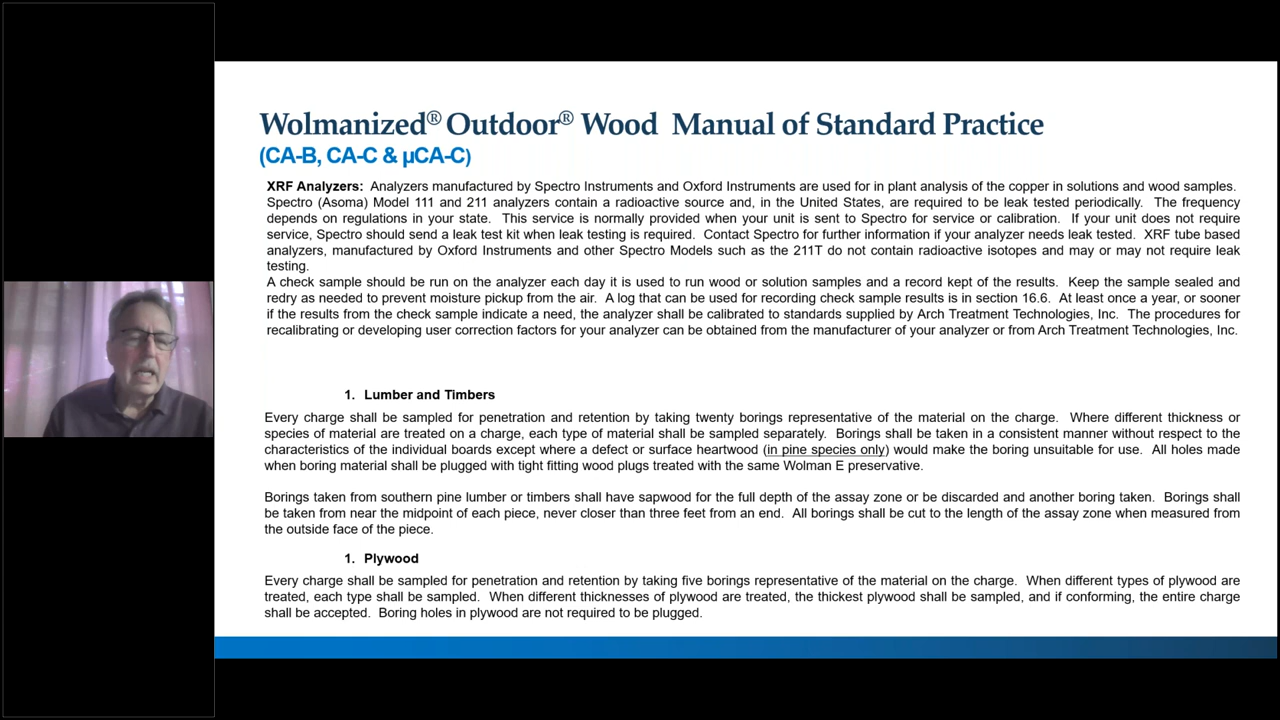 Wolmanized® Outdoor® Wood Manual of Standard Practice
(CA-B, CA-C & µCA-C)
XRF Analyzers: Analyzers manufactured by Spectro Instruments and Oxford Instruments are used for in plant analysis of the copper in solutions and wood samples.
Spectro (Asoma) Model 111 and 211 analyzers contain a radioactive source and, in the United States, are required to be leak tested periodically. The frequency
depends on regulations in your state. This service is normally provided when your unit is sent to Spectro for service or calibration. If your unit does not require
service, Spectro should send a leak test kit when leak testing is required. Contact Spectro for further information if your analyzer needs leak tested. XRF tube based
analyzers, manufactured by Oxford Instruments and other Spectro Models such as the 211T do not contain radioactive isotopes and may or may not require leak
testing.
A check sample should be run on the analyzer each day it is used to run wood or solution samples and a record kept of the results. Keep the sample sealed and
redry as needed to prevent moisture pickup from the air. A log that can be used for recording check sample results is in section 16.6. At least once a year, or sooner
if the results from the check sample indicate a need, the analyzer shall be calibrated to standards supplied by Arch Treatment Technologies, Inc. The procedures for
recalibrating or developing user correction factors for your analyzer can be obtained from the manufacturer of your analyzer or from Arch Treatment Technologies, Inc.
1. Lumber and Timbers
Every charge shall be sampled for penetration and retention by taking twenty borings representative of the material on the charge. Where different thickness or
species of material are treated on a charge, each type of material shall be sampled separately. Borings shall be taken in a consistent manner without respect to the
characteristics of the individual boards except where a defect or surface heartwood (in pine species only) would make the boring unsuitable for use. All holes made
when boring material shall be plugged with tight fitting wood plugs treated with the same Wolman E preservative.
Borings taken from southern pine lumber or timbers shall have sapwood for the full depth of the assay zone or be discarded and another boring taken. Borings shall
be taken from near the midpoint of each piece, never closer than three feet from an end. All borings shall be cut to the length of the assay zone when measured from
the outside face of the piece.
1. Plywood
Every charge shall be sampled for penetration and retention by taking five borings representative of the material on the charge. When different types of plywood are
treated, each type shall be sampled. When different thicknesses of plywood are treated, the thickest plywood shall be sampled, and if conforming, the entire charge
shall be accepted. Boring holes in plywood are not required to be plugged.